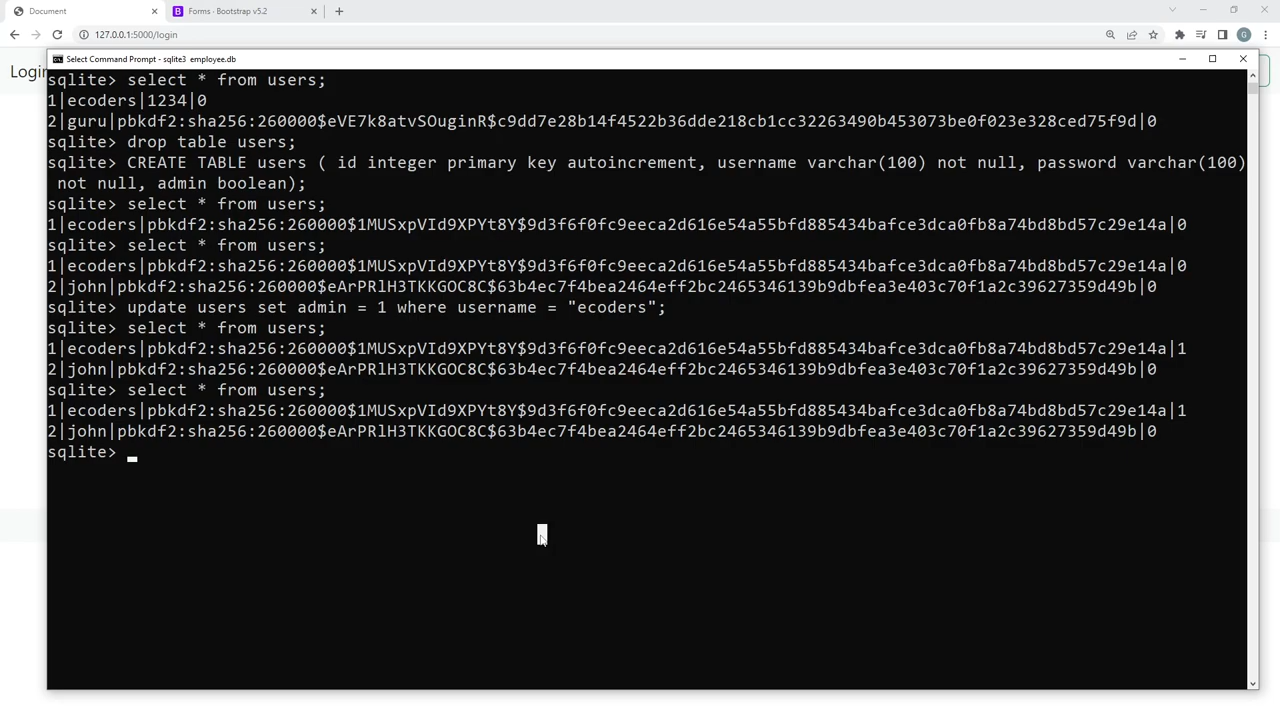 Document
Forms · Bootstrap v5.2
127.0.0.1:5000/login
G
Login
Select Command Prompt - sqlite3 employee.db
sqlite> select * from users;
1|ecoders|1234|0
2|guru|pbkdf2:sha256:260000$eVE7k8atvSOuginR$c9dd7e28b14f4522b36dde218cb1cc32263490b453073be0f023e328ced75f9d|0
sqlite> drop table users;
sqlite> CREATE TABLE users ( id integer primary key autoincrement, username varchar(100) not null, password varchar(100)
not null, admin boolean);
sqlite> select * from users;
1|ecoders|pbkdf2:sha256:260000$1MUSxpVId9XPYt8Y$9d3f6f0fc9eeca2d616e54a55bfd885434bafce3dca0fb8a74bd8bd57c29e14a|0
sqlite> select * from users;
1|ecoders|pbkdf2:sha256:260000$1MUSxpVId9XPYt8Y$9d3f6f0fc9eeca2d616e54a55bfd885434bafce3dca0fb8a74bd8bd57c29e14a|0
2|john|pbkdf2:sha256:260000$eArPRlH3TKKGOC8C$63b4ec7f4bea2464eff2bc2465346139b9dbfea3e403c70f1a2c39627359d49b|0
sqlite> update users set admin = 1 where username = "ecoders";
sqlite> select * from users;
1|ecoders|pbkdf2:sha256:260000$1MUSxpVId9XPYt8Y$9d3f6f0fc9eeca2d616e54a55bfd885434bafce3dca0fb8a74bd8bd57c29e14a|1
2|john|pbkdf2:sha256:260000$eArPRlH3TKKGOC8C$63b4ec7f4bea2464eff2bc2465346139b9dbfea3e403c70f1a2c39627359d49b|0
sqlite> select * from users;
1|ecoders|pbkdf2:sha256:260000$1MUSxpVId9XPYt8Y$9d3f6f0fc9eeca2d616e54a55bfd885434bafce3dca0fb8a74bd8bd57c29e14a|1
2|john|pbkdf2:sha256:260000$eArPRlH3TKKGOC8C$63b4ec7f4bea2464eff2bc2465346139b9dbfea3e403c70f1a2c39627359d49b|0
sqlite>